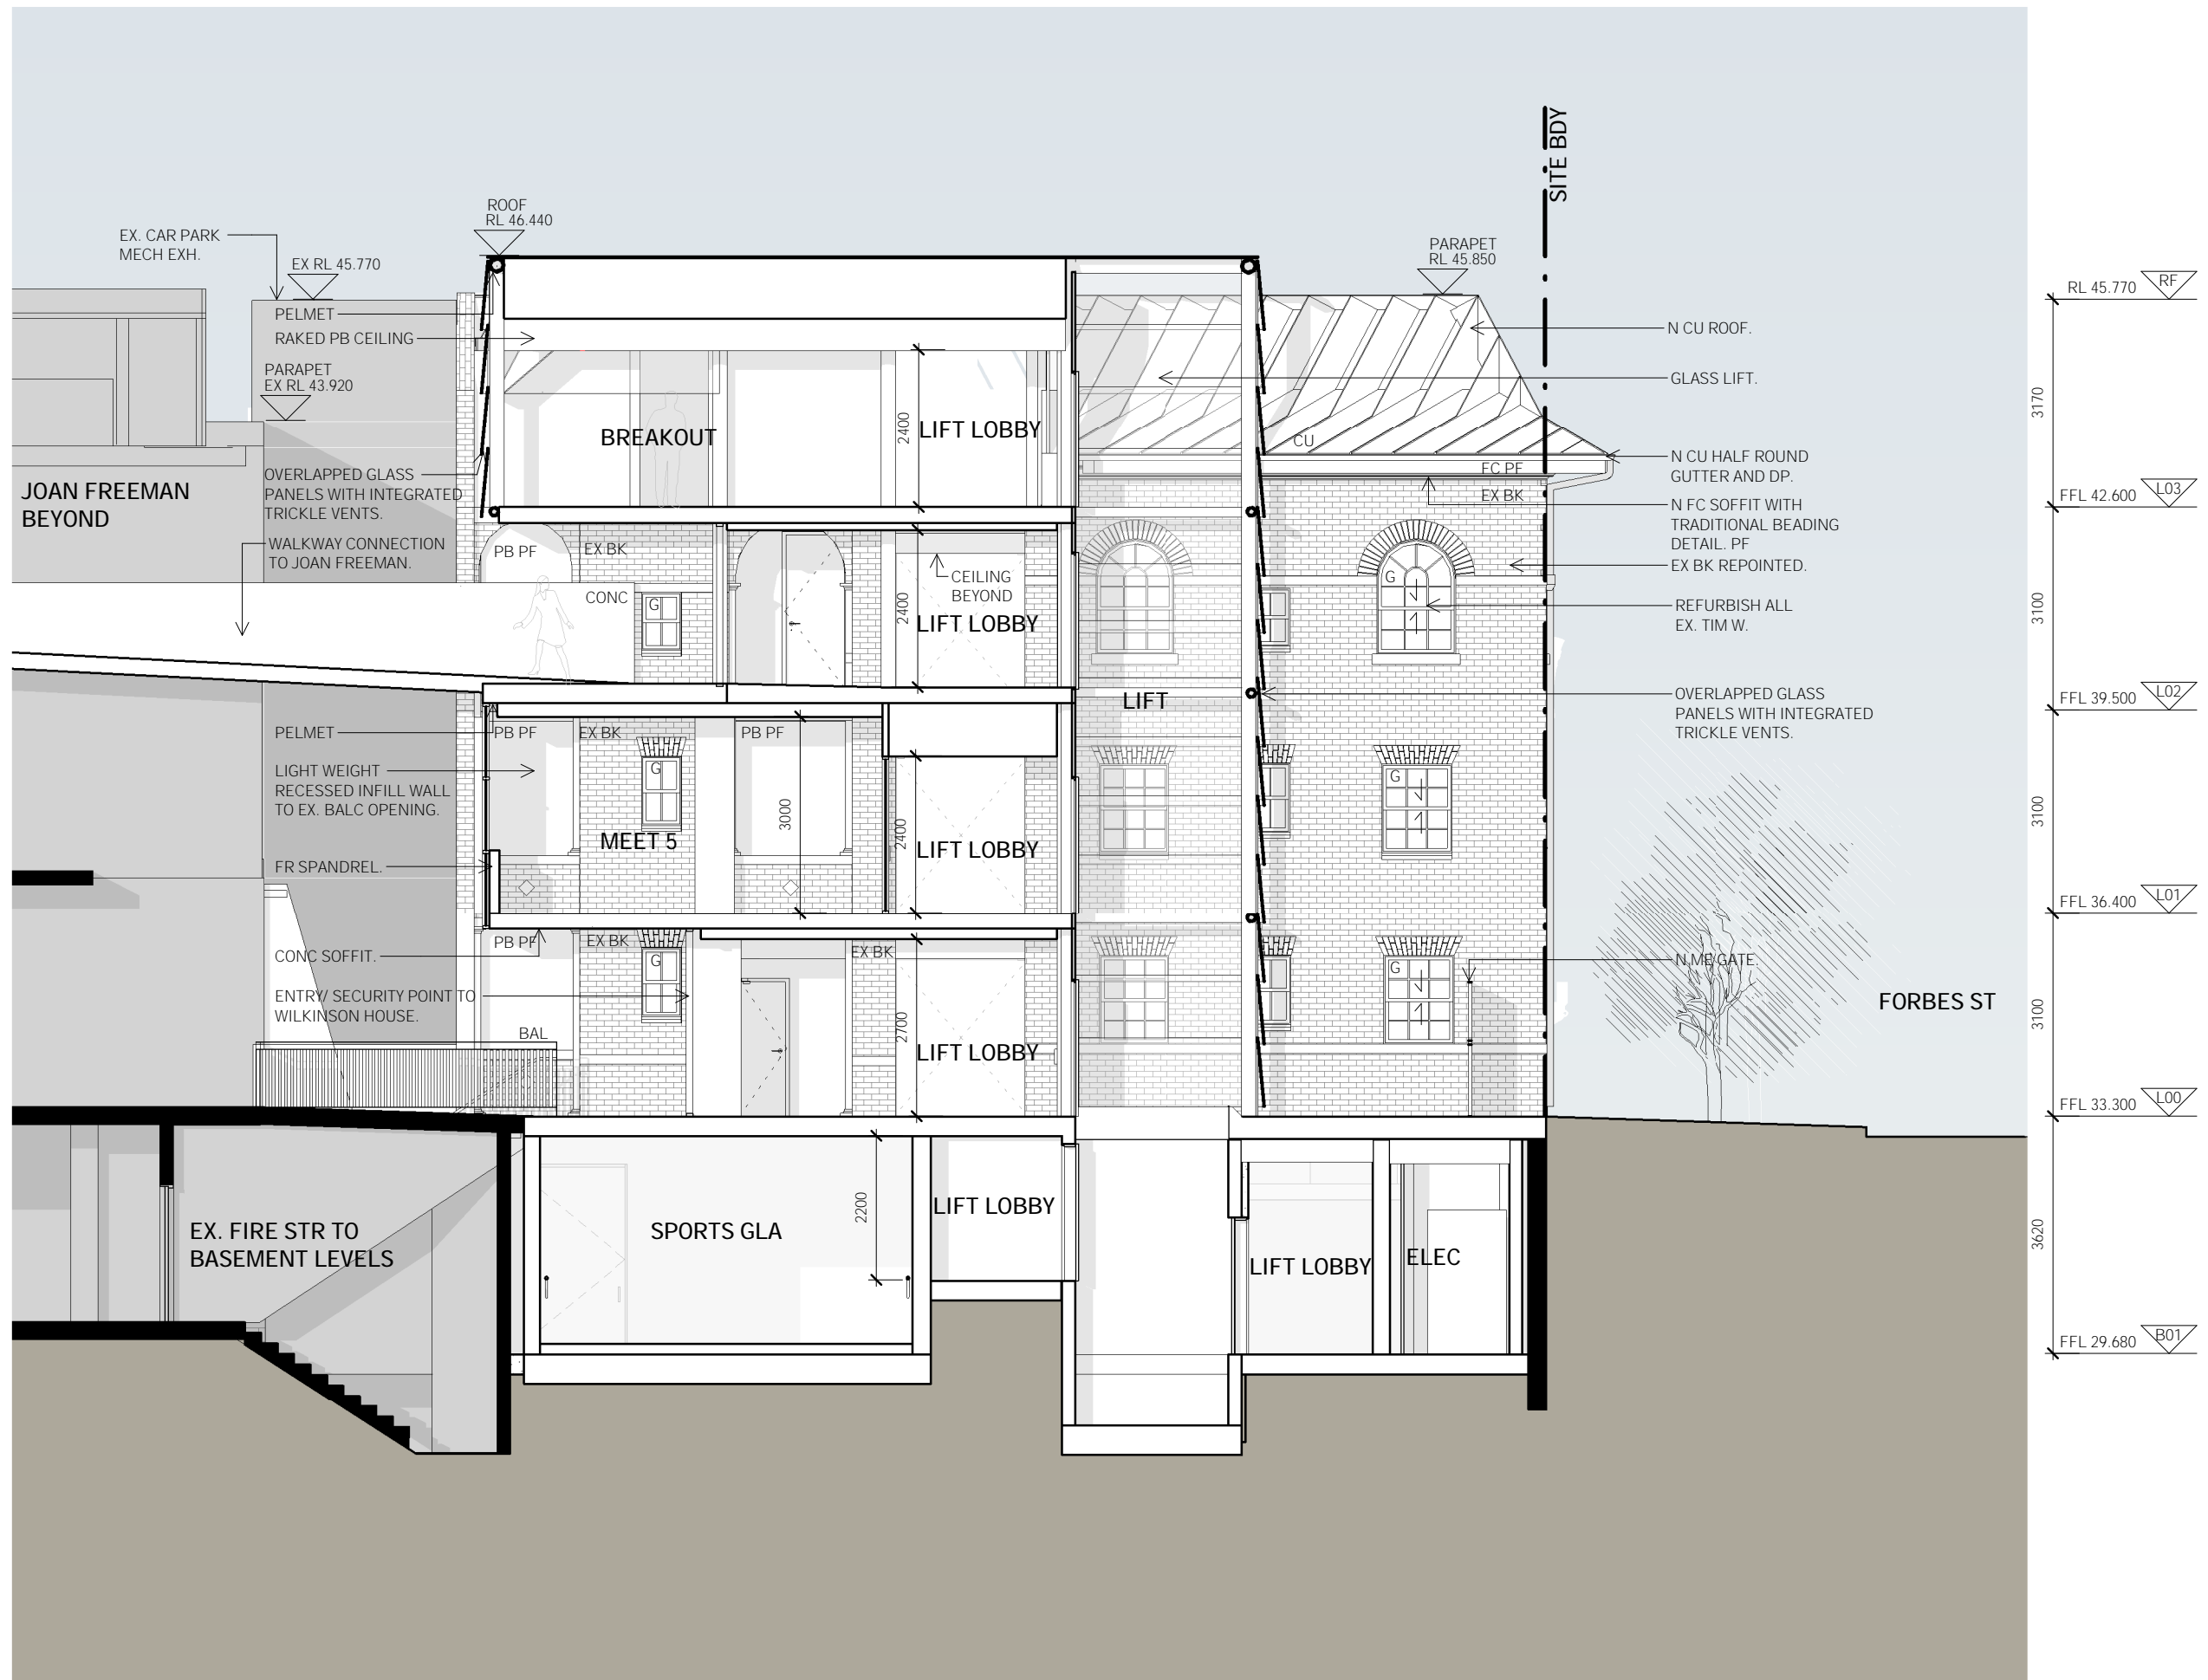 SITE BDY
ROOF
RL 46.440
EX. CAR PARK
MECH EXH.
EX RL 45.770
PARAPET
RL 45.850
RL 45.770
RF
PELMET
RAKED PB CEILING
N CU ROOF.
PARAPET
EX RL 43.920
GLASS LIFT.
3170
BREAKOUT
2400
LIFT LOBBY
CU
N CU HALF ROUND
GUTTER AND DP.
FC PF
OVERLAPPED GLASS
PANELS WITH INTEGRATED
TRICKLE VENTS.
JOAN FREEMAN
BEYOND
EX BK
FFL 42.600
L03
N FC SOFFIT WITH
TRADITIONAL BEADING
DETAIL. PF
WALKWAY CONNECTION
TO JOAN FREEMAN.
PB PF
EX BK
EX BK REPOINTED.
CEILING
BEYOND
G
CONC
G
2400
LIFT LOBBY
REFURBISH ALL
EX. TIM W.
3100
LIFT
OVERLAPPED GLASS
PANELS WITH INTEGRATED
TRICKLE VENTS.
FFL 39.500
L02
PELMET
PB PF
EX BK
PB PF
LIGHT WEIGHT
RECESSED INFILL WALL
TO EX. BALC OPENING.
G
G
3000
2400
MEET 5
LIFT LOBBY
3100
FR SPANDREL.
FFL 36.400
L01
PB PF
EX BK
EX BK
CONC SOFFIT.
G
G
N ME GATE.
ENTRY/ SECURITY POINT TO
WILKINSON HOUSE.
FORBES ST
3100
BAL
2700
LIFT LOBBY
FFL 33.300
L00
EX. FIRE STR TO
BASEMENT LEVELS
SPORTS GLA
2200
LIFT LOBBY
LIFT LOBBY
ELEC
3620
FFL 29.680
B01